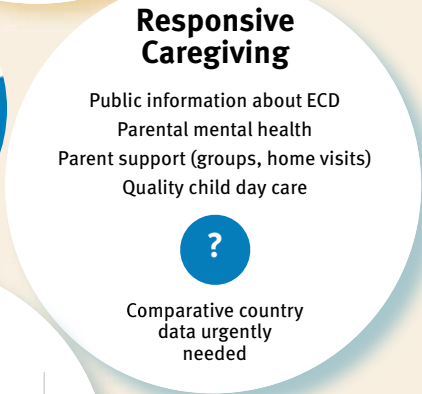 Responsive
Caregiving
Public information about ECD
Parental mental health
Parent support (groups, home visits)
Quality child day care
?
Comparative country
data urgently
needed